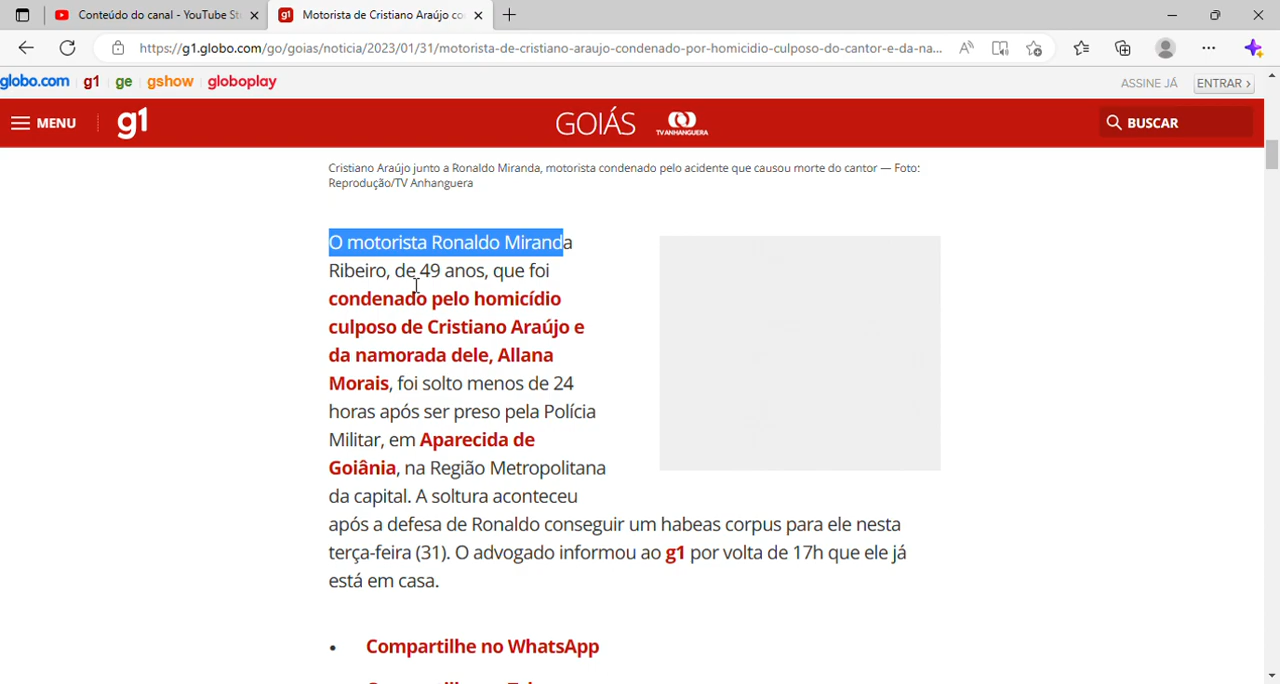 Conteúdo do canal - YouTube St
Motorista de Cristiano Araújo co
https://g1.globo.com/go/goias/noticia/2023/01/31/motorista-de-cristiano-araujo-condenado-por-homicidio-culposo-do-cantor-e-da-na...
globo.com g1 ge gshow globoplay
ASSINE JÁ ENTRAR ›
MENU g1 GOIÁS TV ANHANGUERA BUSCAR
Cristiano Araújo junto a Ronaldo Miranda, motorista condenado pelo acidente que causou morte do cantor — Foto:
Reprodução/TV Anhanguera
O motorista Ronaldo Miranda
Ribeiro, de 49 anos, que foi
condenado pelo homicídio
culposo de Cristiano Araújo e
da namorada dele, Allana
Morais, foi solto menos de 24
horas após ser preso pela Polícia
Militar, em Aparecida de
Goiânia, na Região Metropolitana
da capital. A soltura aconteceu
após a defesa de Ronaldo conseguir um habeas corpus para ele nesta
terça-feira (31). O advogado informou ao g1 por volta de 17h que ele já
está em casa.
• Compartilhe no WhatsApp